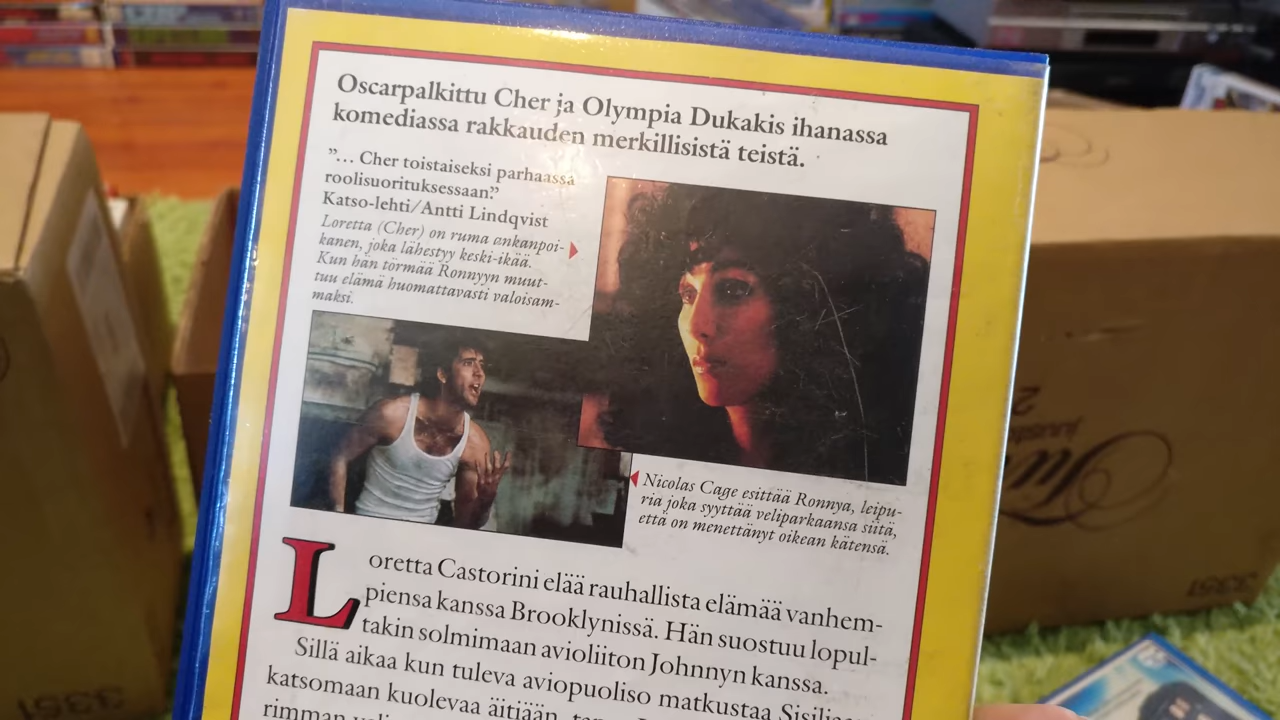 Oscarpalkittu Cher ja Olympia Dukakis ihanassa
komediassa rakkauden merkillisistä teistä.
”… Cher toistaiseksi parhaassa
roolisuorituksessaan.”
Katso-lehti/Antti Lindqvist
Loretta (Cher) on ruma ankanpoi-
kanen, joka lähestyy keski-ikää.
Kun hän törmää Ronnyyn muut-
tuu elämä huomattavasti valoisam-
maksi.
Nicolas Cage esittää Ronnya, leipu-
ria joka syyttää veliparkaansa siitä,
että on menettänyt oikean kätensä.
Loretta Castorini elää rauhallista elämää vanhem-
piensa kanssa Brooklynissä. Hän suostuu lopul-
takin solmimaan avioliiton Johnnyn kanssa.
Sillä aikaa kun tuleva aviopuoliso matkustaa
katsomaan kuolevaa äitiään,
3351
3351
2